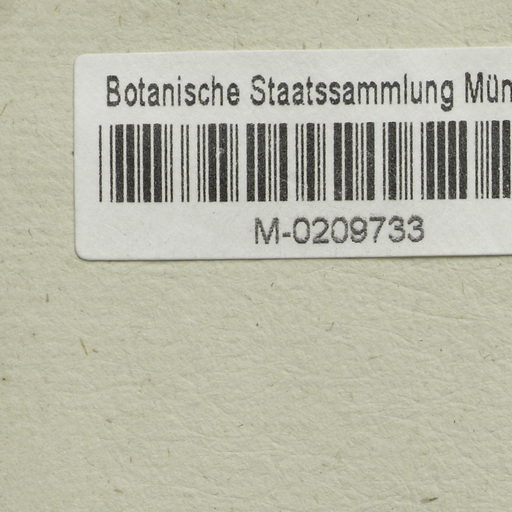 Botanische Staatssammlung Mün
M-0209733